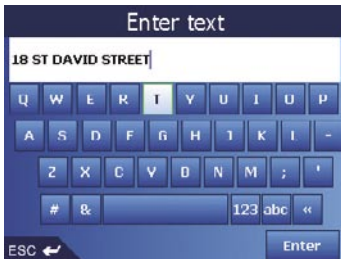 Enter text
18 ST DAVID STREET
Q W E R T Y U I O P
A S D F G H J K L -
Z X C V B N M ; '
# & 123 abc «
ESC Enter